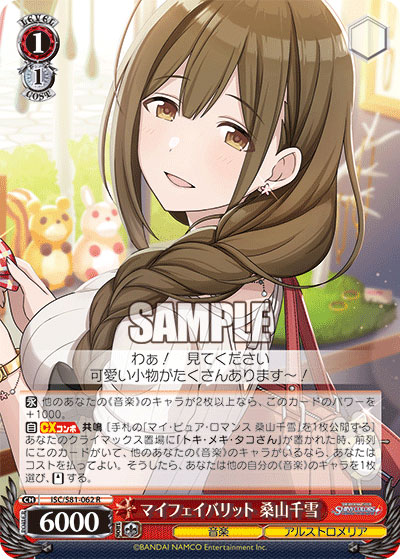 LEVEL
1
1
COST
SAMPLE
わぁ！　見てください
可愛い小物がたくさんあります～！
永 他のあなたの《音楽》のキャラが2枚以上なら、このカードのパワーを
+1000。
自 CXコンボ 共鳴［手札の「マイ・ピュア・ロマンス 桑山千雪」を1枚公開する］
あなたのクライマックス置場に「トキ・メキ・タコさん」が置かれた時、前列
にこのカードがいて、他のあなたの《音楽》のキャラがいるなら、あなたは
コストを払ってよい。そうしたら、あなたは他の自分の《音楽》のキャラを1枚
選び、
CH ISC/S81-062 R
6000
マイフェイバリット 桑山千雪
SHINYCOLORS
音楽
アルストロメリア
©BANDAI NAMCO Entertainment Inc.